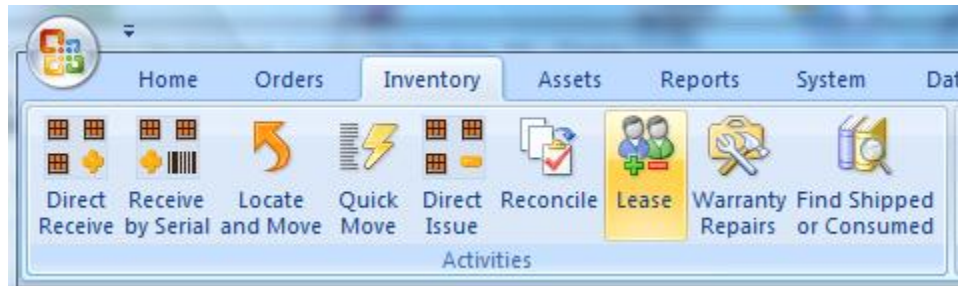 Home Orders Inventory Assets Reports System Dat
Direct Receive Locate Quick Direct Reconcile Lease Warranty Find Shipped
Receive by Serial and Move Move Issue Repairs or Consumed
Activities